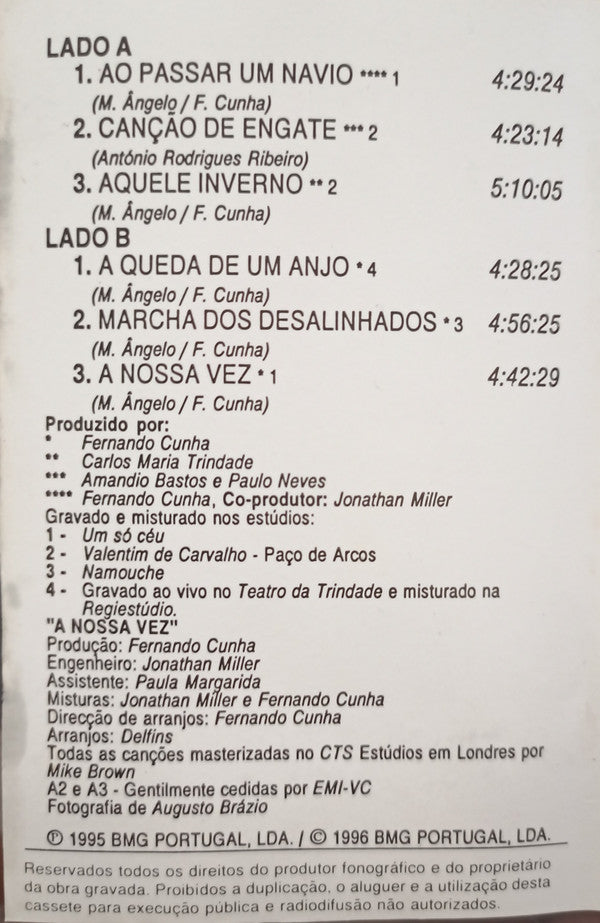 LADO A
1. AO PASSAR UM NAVIO **** 1 4:29:24
(M. Ângelo / F. Cunha)
2. CANÇÃO DE ENGATE *** 2 4:23:14
(António Rodrigues Ribeiro)
3. AQUELE INVERNO ** 2 5:10:05
(M. Ângelo / F. Cunha)
LADO B
1. A QUEDA DE UM ANJO * 4 4:28:25
(M. Ângelo / F. Cunha)
2. MARCHA DOS DESALINHADOS * 3 4:56:25
(M. Ângelo / F. Cunha)
3. A NOSSA VEZ * 1 4:42:29
(M. Ângelo / F. Cunha)
Produzido por:
* Fernando Cunha
** Carlos Maria Trindade
*** Amandio Bastos e Paulo Neves
**** Fernando Cunha, Co-produtor: Jonathan Miller
Gravado e misturado nos estúdios:
1 - Um só céu
2 - Valentim de Carvalho - Paço de Arcos
3 - Namouche
4 - Gravado ao vivo no Teatro da Trindade e misturado na
Regiestúdio.
"A NOSSA VEZ"
Produção: Fernando Cunha
Engenheiro: Jonathan Miller
Assistente: Paula Margarida
Misturas: Jonathan Miller e Fernando Cunha
Direcção de arranjos: Fernando Cunha
Arranjos: Delfins
Todas as canções masterizadas no CTS Estúdios em Londres por
Mike Brown
A2 e A3 - Gentilmente cedidas por EMI-VC
Fotografia de Augusto Brázio
℗ 1995 BMG PORTUGAL, LDA. / © 1996 BMG PORTUGAL, LDA.
Reservados todos os direitos do produtor fonográfico e do proprietário
da obra gravada. Proibidos a duplicação, o aluguer e a utilização desta
cassete para execução pública e radiodifusão não autorizados.